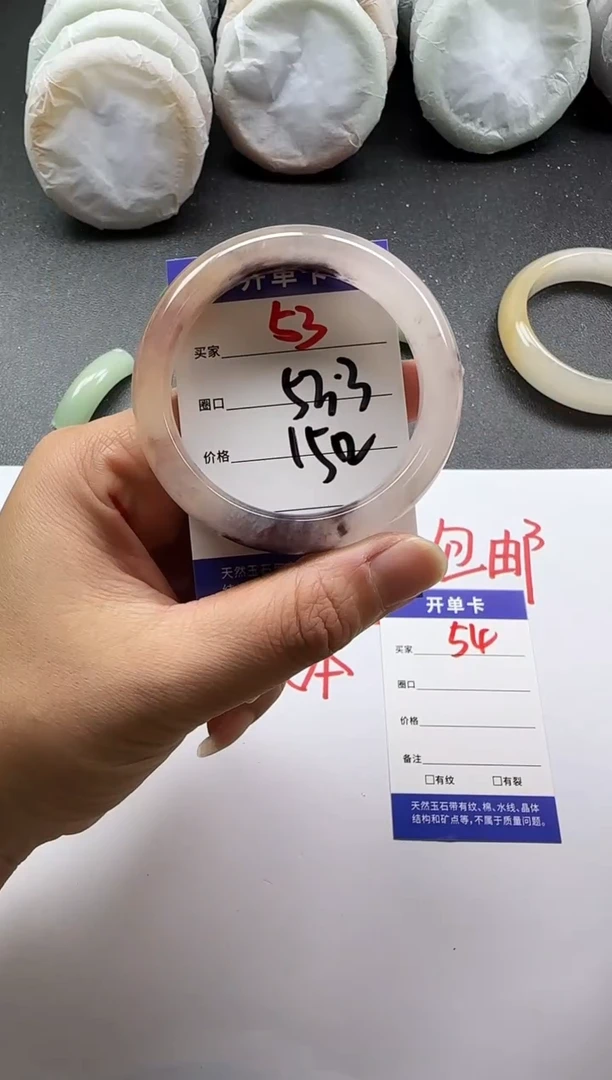 开单卡
买家 53
圈口 53.3
价格 150
天然玉石
包邮
本
开单卡
买家 54
圈口
价格
备注
□有纹 □有裂
天然玉石带有纹、棉、水线、晶体
结构和矿点等，不属于质量问题。